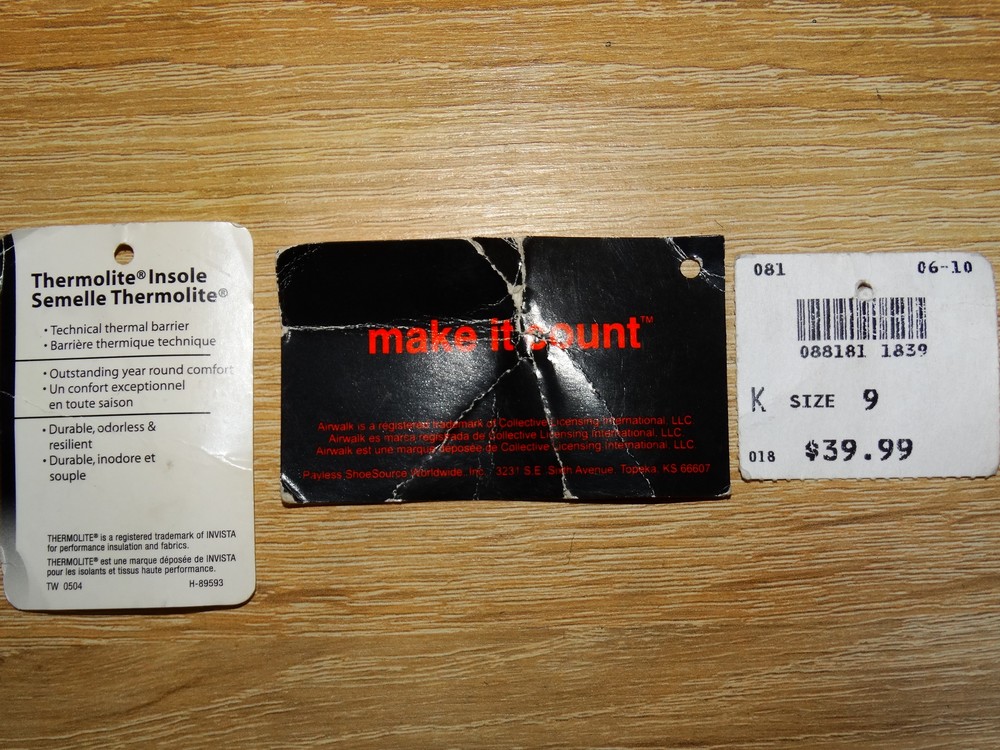 Thermolite® Insole
Semelle Thermolite®
• Technical thermal barrier
• Barrière thermique technique
• Outstanding year round comfort
• Un confort exceptionnel
en toute saison
• Durable, odorless &
resilient
• Durable, inodore et
souple
THERMOLITE® is a registered trademark of INVISTA
for performance insulation and fabrics.
THERMOLITE® est une marque déposée de INVISTA
pour les isolants et tissus haute performance.
TW 0504 H-89593
make it count™
Airwalk is a registered trademark of Collective Licensing International, LLC.
Airwalk es marca registrada de Collective Licensing International, LLC.
Airwalk est une marque déposée de Collective Licensing International, LLC.
Payless ShoeSource Worldwide, Inc., 3231 S.E. Sixth Avenue, Topeka, KS 66607
081 06-10
088181 1839
K SIZE 9
018 $39.99